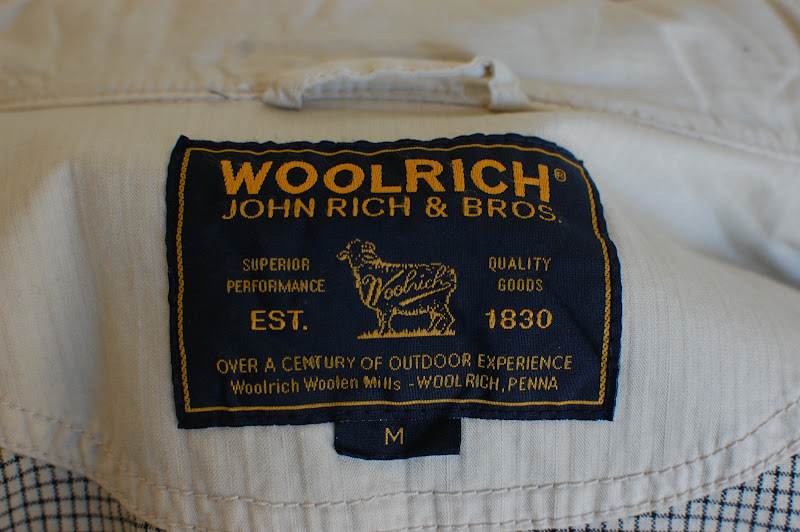 WOOLRICH®
JOHN RICH & BROS.
SUPERIOR PERFORMANCE
Woolrich
QUALITY GOODS
EST. 1830
OVER A CENTURY OF OUTDOOR EXPERIENCE
Woolrich Woolen Mills - WOOLRICH, PENNA
M